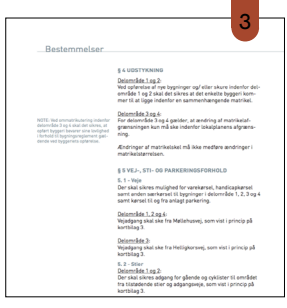 3
Bestemmelser
§ 4 UDSTYKNING
Delområde 1 og 2:
Ved opførelse af nye bygninger og/ eller skure indenfor del-
område 1 og 2 skal det sikres at det enkelte byggeri kom-
mer til at ligge indenfor en sammenhængende matrikel.
NOTE: Ved ommatrikulering indenfor
delområde 3 og 4 skal det sikres, at
opført byggeri bevarer sine
i forhold til bygningsreglement gæl-
dende ved byggeriets opførelse.
Delområde 3 og 4:
For delområde 3 og 4 gælder, at ændring af matrikelaf-
grænsningen kun må ske indenfor lokalplanens afgræns-
ning.
Ændringer af matrikelskel må ikke medføre ændringer i
matrikelstørrelsen.
§ 5 VEJ-, STI- OG PARKERINGSFORHOLD
5. 1 - Veje
Der skal sikres mulighed for varekørsel, handicapkørsel
samt anden særkørsel til bygninger i delområde 1, 2, 3 og 4
samt kørsel til og fra anlagt parkering.
Delområde 1, 2 og 4:
Vejadgang skal ske fra Møllehusvej, som vist i princip på
kortbilag 3.
Delområde 3:
Vejadgang skal ske fra Helligkorsvej, som vist i princip på
kortbilag 3.
5. 2 - Stier
Delområde 1 og 2:
Der skal sikres adgang for gående og cyklister til området
fra tilstødende stier og adgangsveje, som vist i princip på
kortbilag 3.